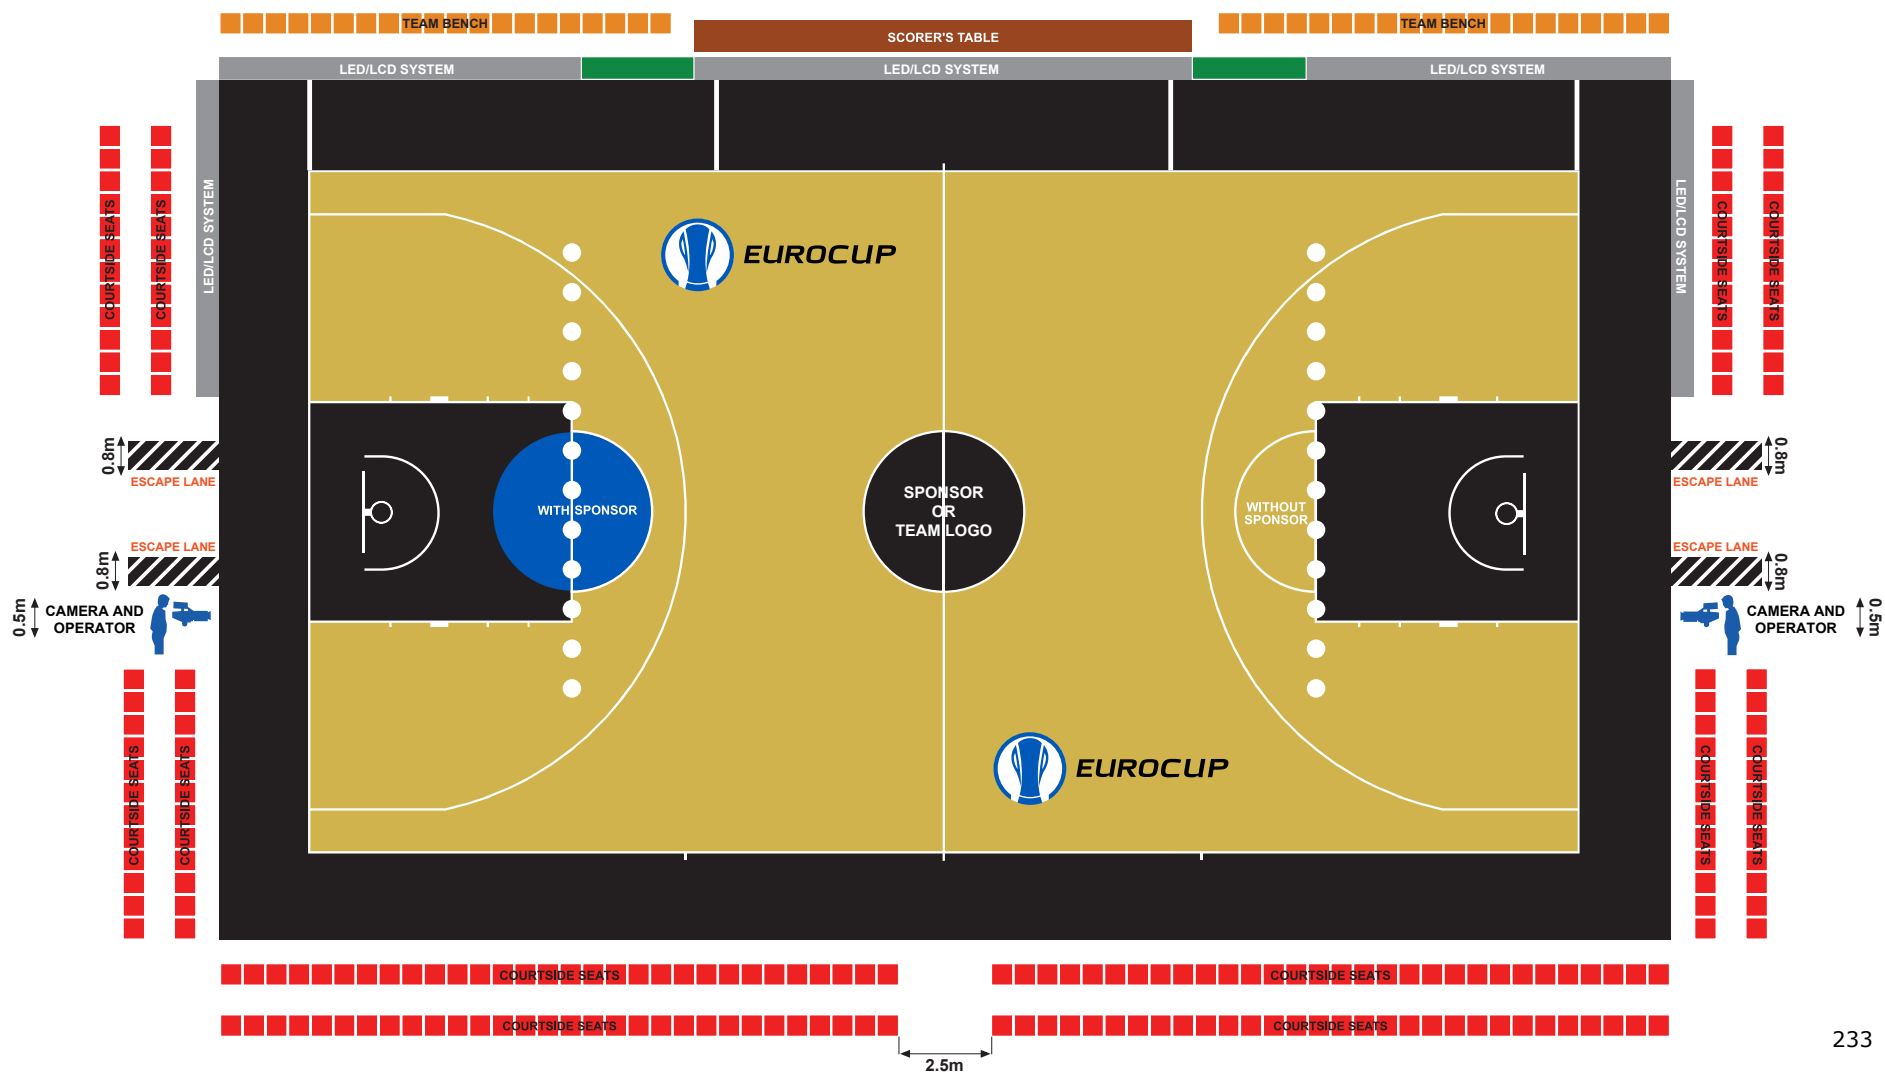 TEAM BENCH
SCORER'S TABLE
TEAM BENCH
LED/LCD SYSTEM
LED/LCD SYSTEM
LED/LCD SYSTEM
COURTSIDE SEATS
COURTSIDE SEATS
LED/LCD SYSTEM
EUROCUP
LED/LCD SYSTEM
COURTSIDE SEATS
COURTSIDE SEATS
0.8m
ESCAPE LANE
0.8m
ESCAPE LANE
WITH SPONSOR
SPONSOR
OR
TEAM LOGO
WITHOUT
SPONSOR
ESCAPE LANE
0.8m
ESCAPE LANE
0.8m
0.5m
CAMERA AND
OPERATOR
CAMERA AND
OPERATOR
0.5m
COURTSIDE SEATS
COURTSIDE SEATS
EUROCUP
COURTSIDE SEATS
COURTSIDE SEATS
COURTSIDE SEATS
COURTSIDE SEATS
COURTSIDE SEATS
COURTSIDE SEATS
2.5m
233